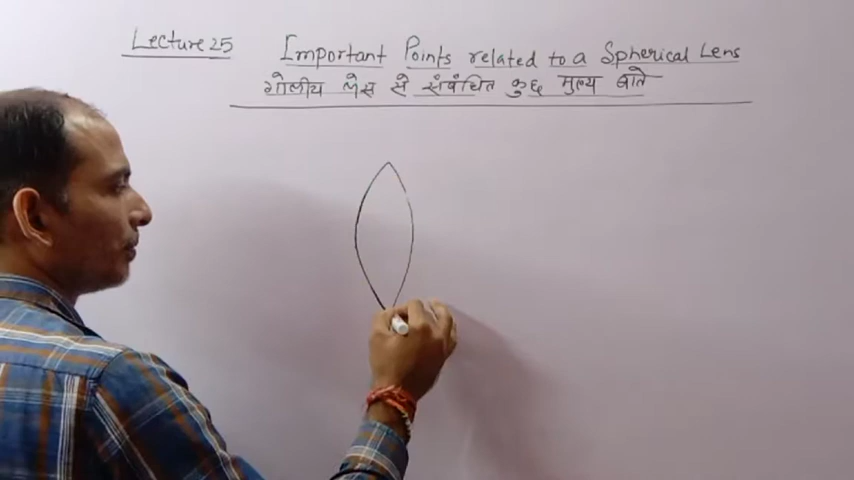 Lecture 25
Important Points related to a Spherical Lens
गोलीय लेंस से संबंधित कुछ मुल्य बाते